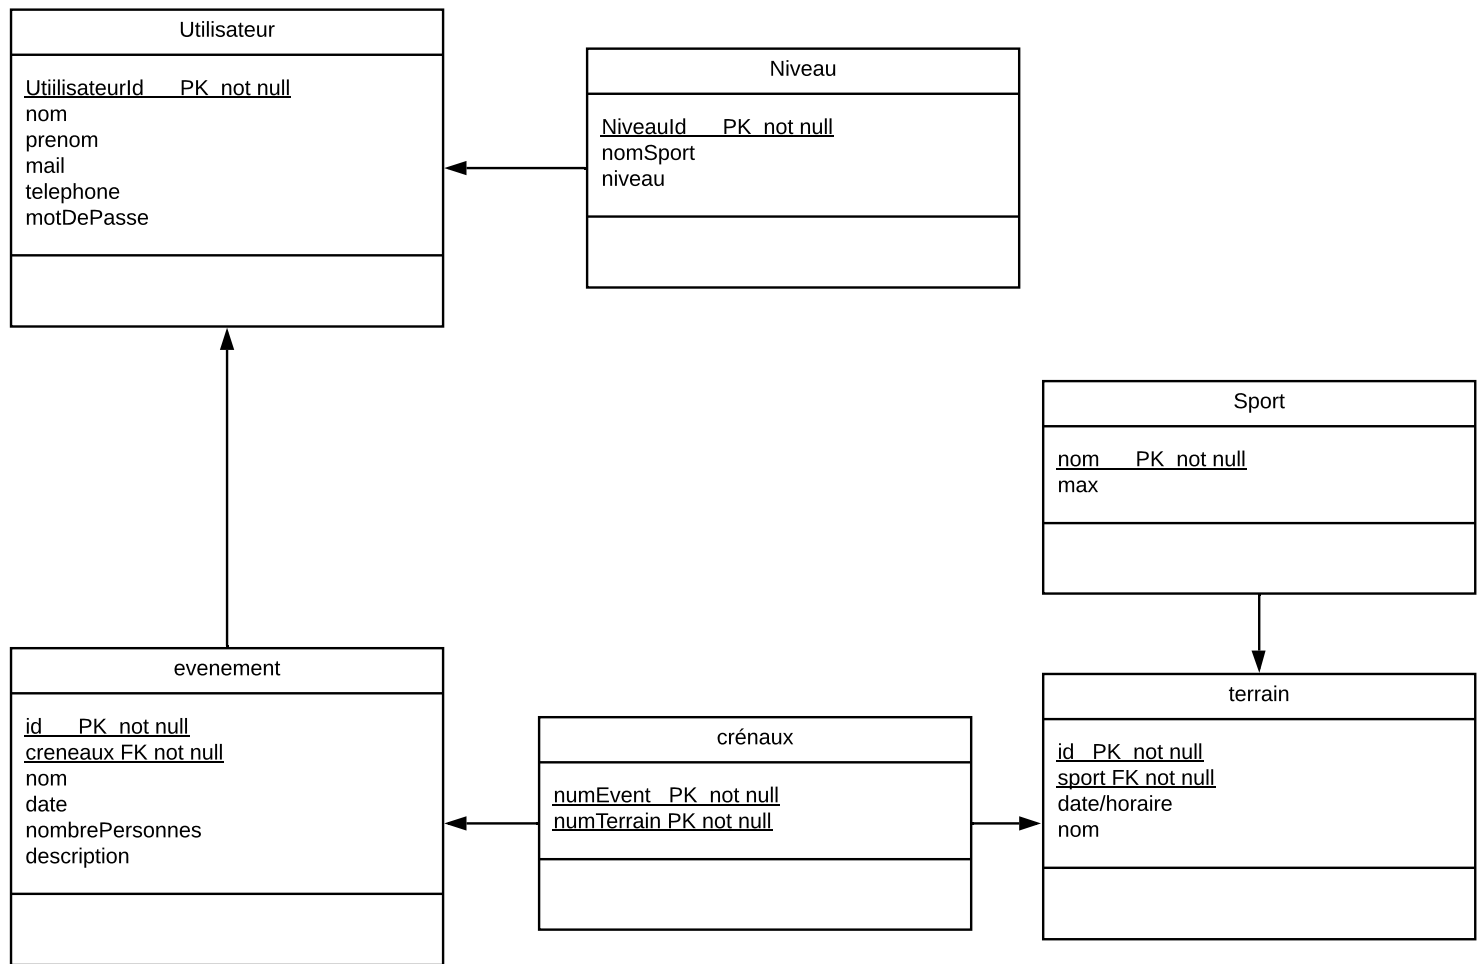 Utilisateur
UtiilisateurId PK not null
nom
prenom
mail
telephone
motDePasse
Niveau
NiveauId PK not null
nomSport
niveau
Sport
nom PK not null
max
evenement
id PK not null
creneaux FK not null
nom
date
nombrePersonnes
description
crénaux
numEvent PK not null
numTerrain PK not null
terrain
id PK not null
sport FK not null
date/horaire
nom